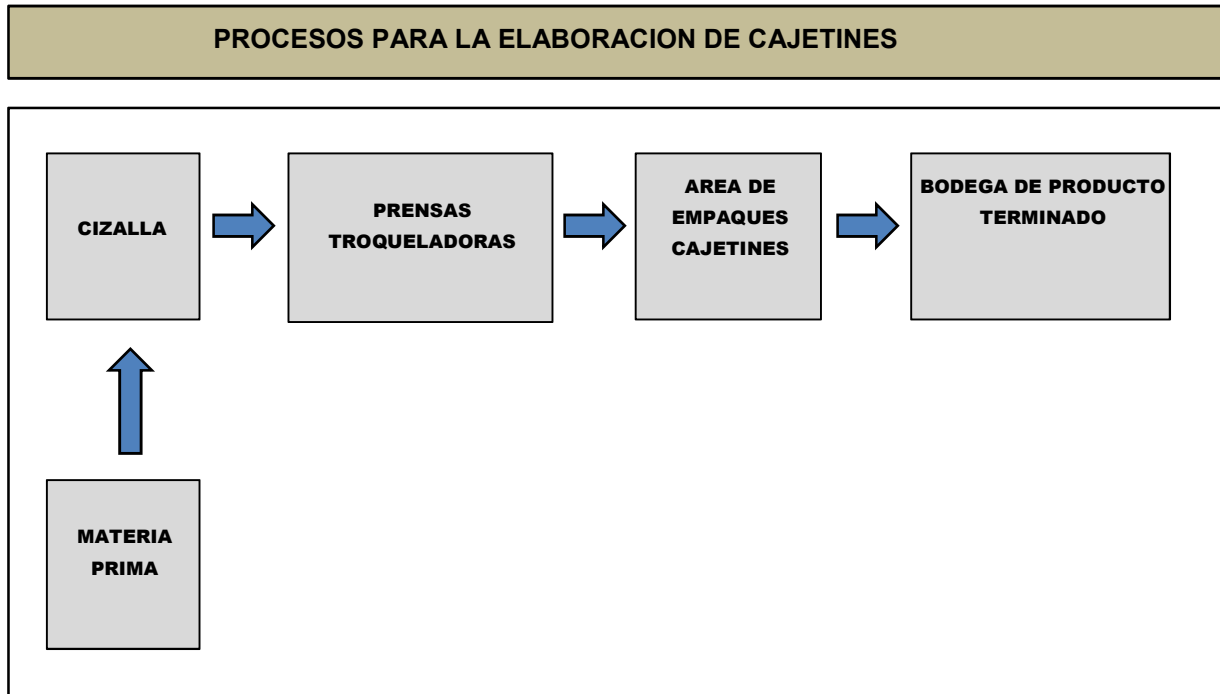 PROCESOS PARA LA ELABORACION DE CAJETINES
CIZALLA
PRENSAS
TROQUELADORAS
AREA DE
EMPAQUES
CAJETINES
BODEGA DE PRODUCTO
TERMINADO
MATERIA
PRIMA